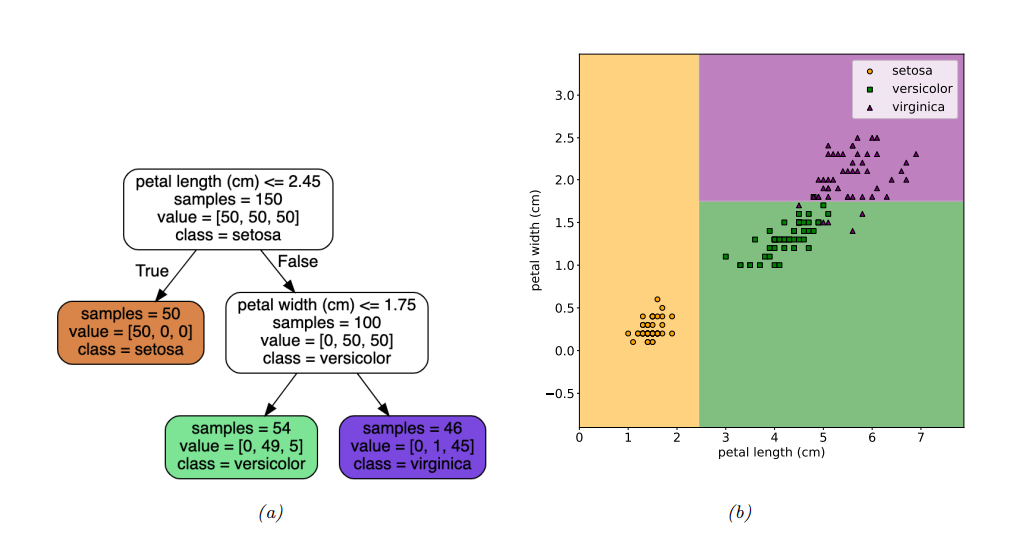 petal length (cm) <= 2.45
samples = 150
value = [50, 50, 50]
class = setosa
True
False
samples = 50
value = [50, 0, 0]
class = setosa
petal width (cm) <= 1.75
samples = 100
value = [0, 50, 50]
class = versicolor
samples = 54
value = [0, 49, 5]
class = versicolor
samples = 46
value = [0, 1, 45]
class = virginica
(a)
setosa
versicolor
virginica
petal width (cm)
3.0
2.5
2.0
1.5
1.0
0.5
0.0
−0.5
0 1 2 3 4 5 6 7
petal length (cm)
(b)